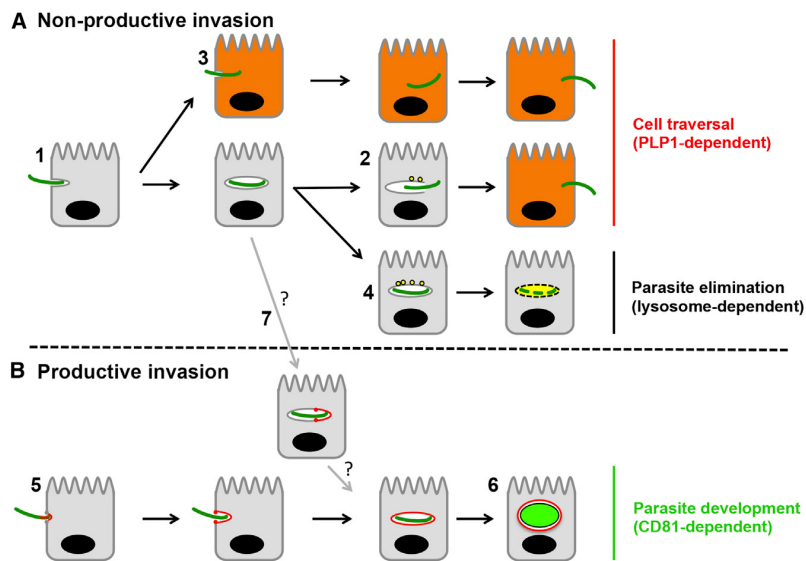 A Non-productive invasion
3
1
2
Cell traversal
(PLP1-dependent)
4
Parasite elimination
(lysosome-dependent)
?
7
B Productive invasion
?
5
6
Parasite development
(CD81-dependent)